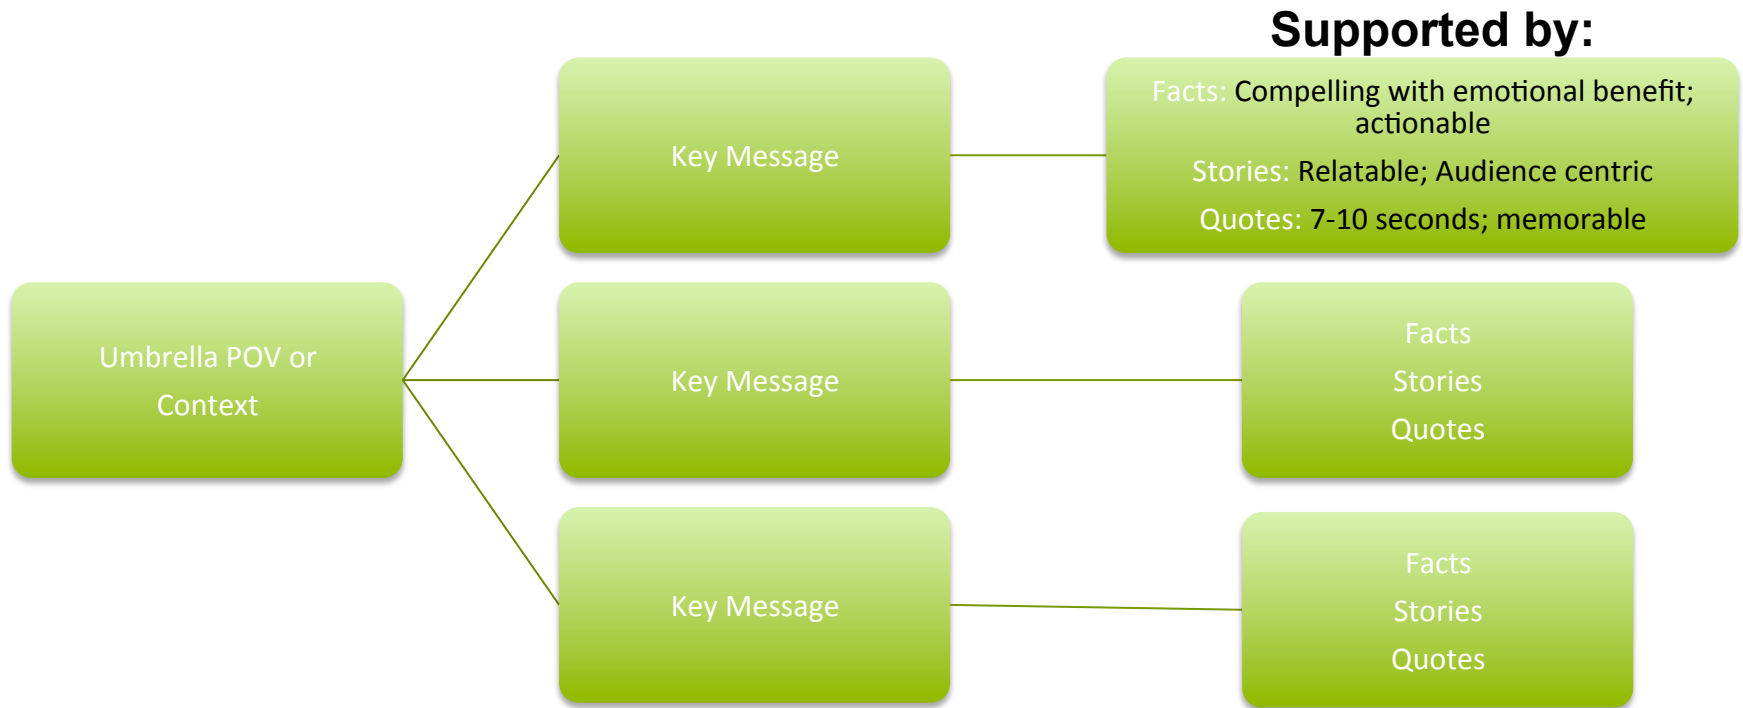 Supported by:
Key Message
Facts: Compelling with emotional benefit;
actionable
Stories: Relatable; Audience centric
Quotes: 7-10 seconds; memorable
Umbrella POV or
Context
Key Message
Facts
Stories
Quotes
Key Message
Facts
Stories
Quotes